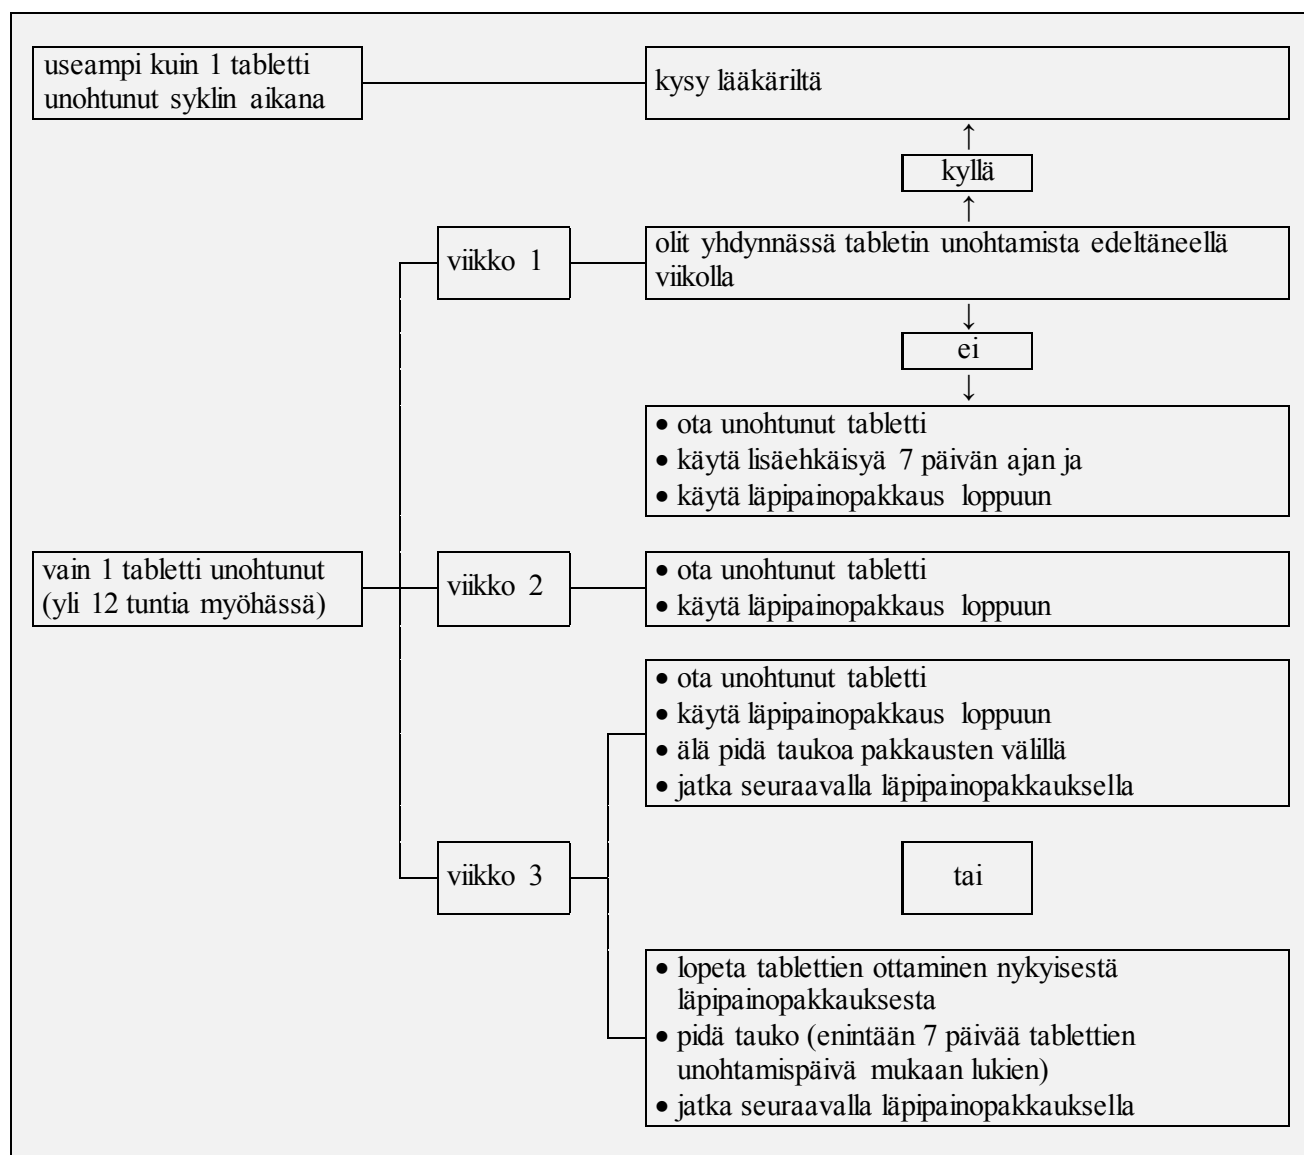 useampi kuin 1 tabletti
unohtunut syklin aikana
kysy lääkäriltä
↑
kyllä
↑
viikko 1
olit yhdynnässä tabletin unohtamista edeltäneellä
viikolla
↓
ei
↓
• ota unohtunut tabletti
• käytä lisäehkäisyä 7 päivän ajan ja
• käytä läpipainopakkaus loppuun
vain 1 tabletti unohtunut
(yli 12 tuntia myöhässä)
viikko 2
• ota unohtunut tabletti
• käytä läpipainopakkaus loppuun
• ota unohtunut tabletti
• käytä läpipainopakkaus loppuun
• älä pidä taukoa pakkausten välillä
• jatka seuraavalla läpipainopakkauksella
viikko 3
tai
• lopeta tablettien ottaminen nykyisestä
läpipainopakkauksesta
• pidä tauko (enintään 7 päivää tablettien
unohtamispäivä mukaan lukien)
• jatka seuraavalla läpipainopakkauksella